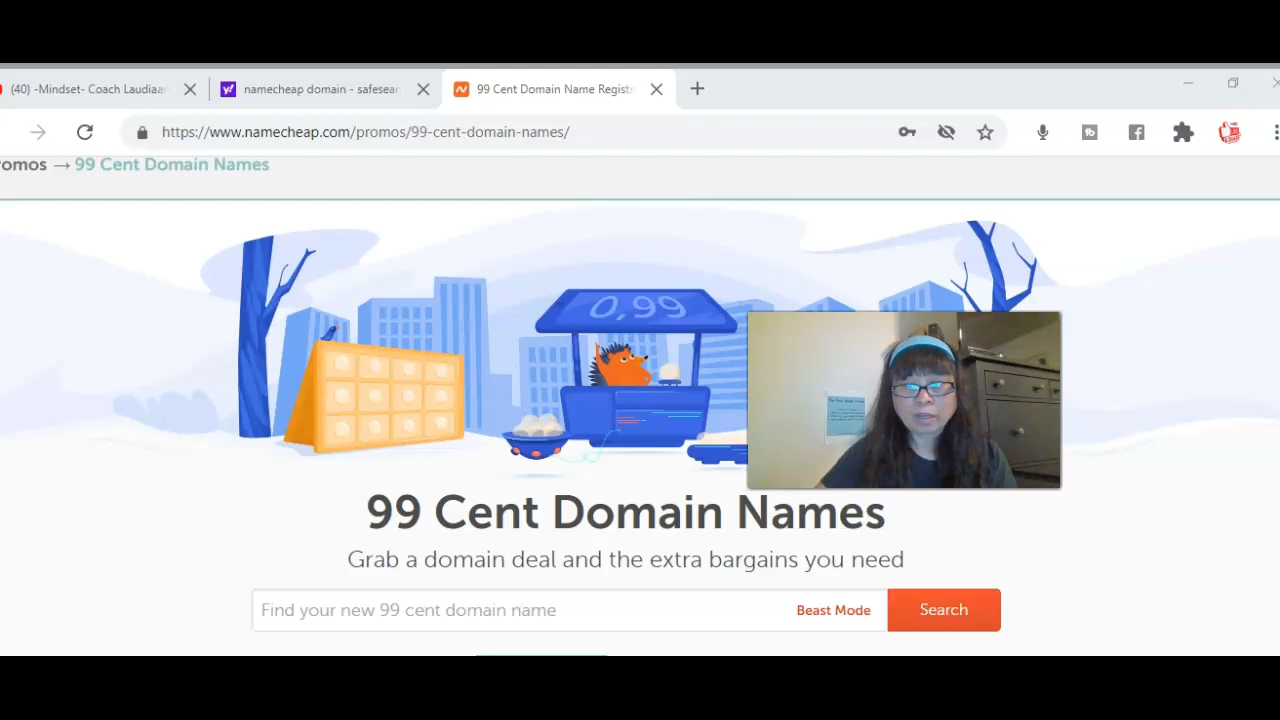 (40) -Mindset- Coach Laudiaan
namecheap domain - safesear
99 Cent Domain Name Registr
https://www.namecheap.com/promos/99-cent-domain-names/
omos → 99 Cent Domain Names
0,99
99 Cent Domain Names
Grab a domain deal and the extra bargains you need
Find your new 99 cent domain name
Beast Mode
Search